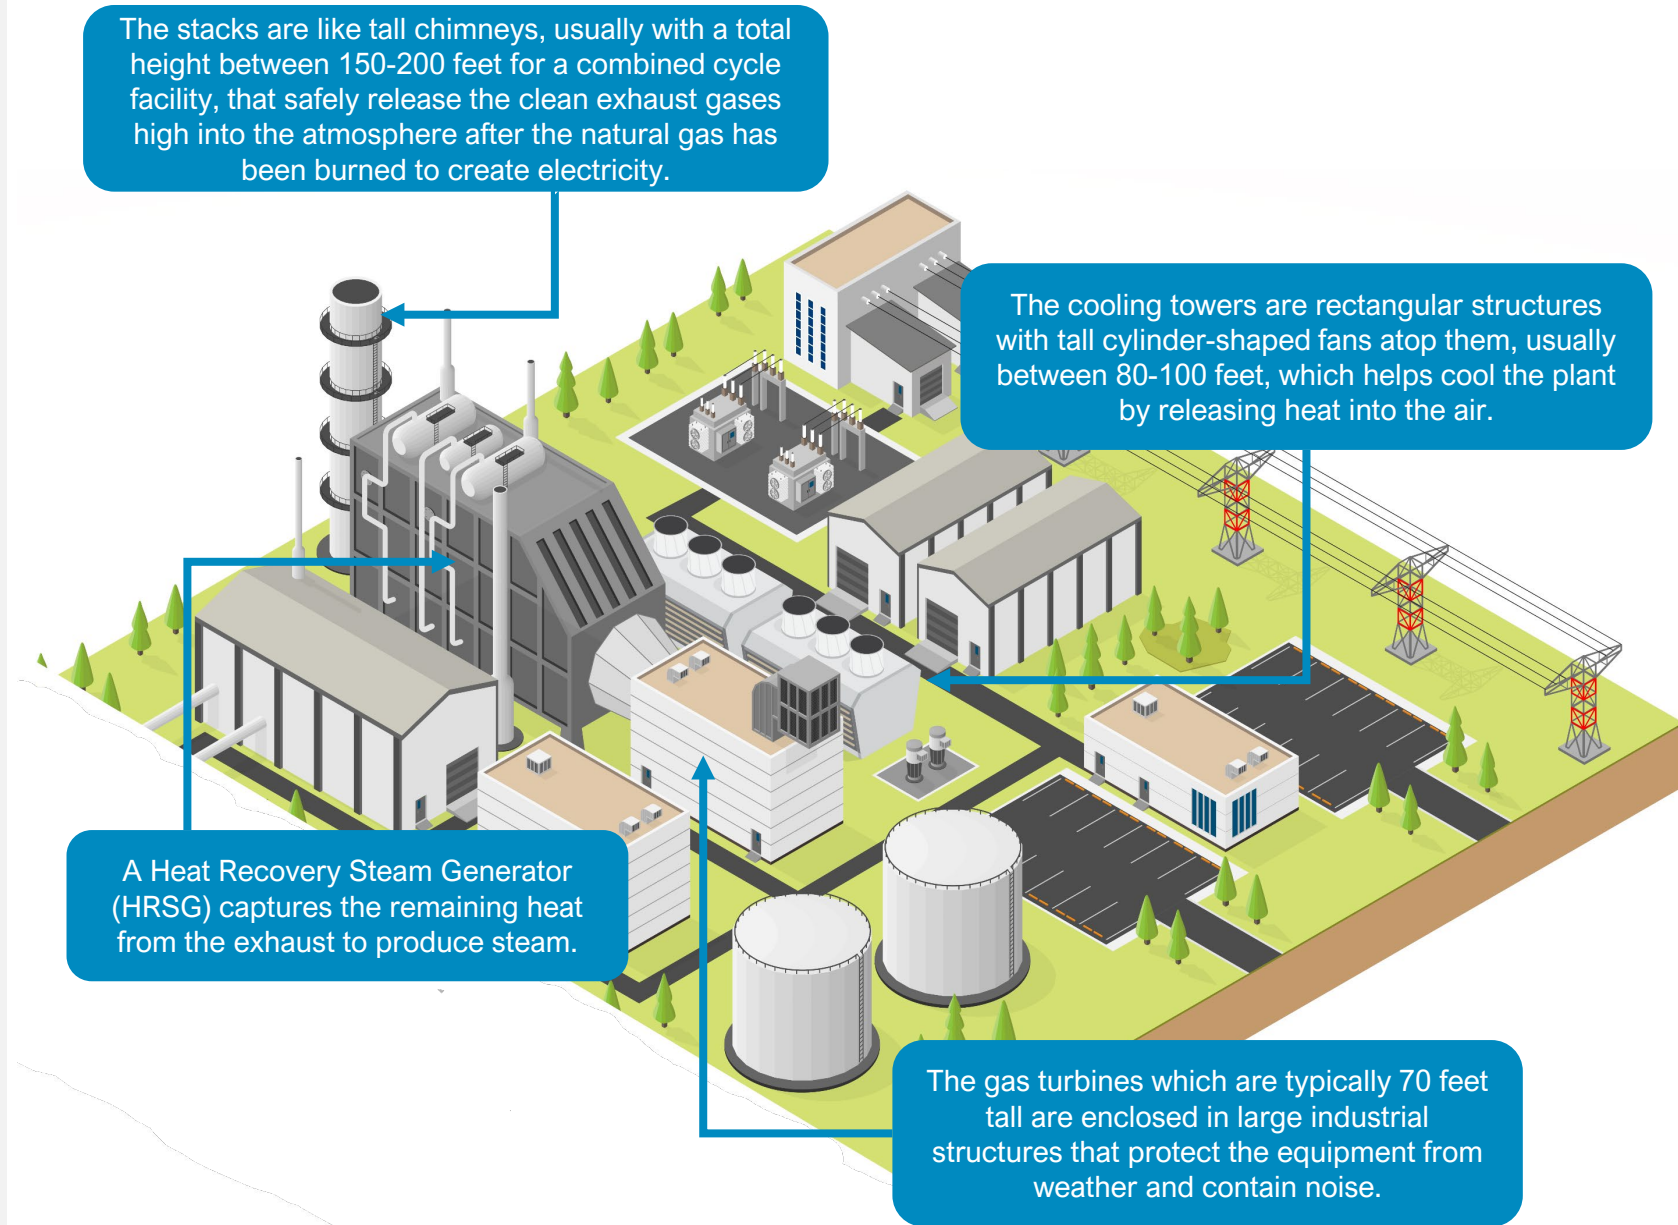 The stacks are like tall chimneys, usually with a total
height between 150-200 feet for a combined cycle
facility, that safely release the clean exhaust gases
high into the atmosphere after the natural gas has
been burned to create electricity.
The cooling towers are rectangular structures
with tall cylinder-shaped fans atop them, usually
between 80-100 feet, which helps cool the plant
by releasing heat into the air.
A Heat Recovery Steam Generator
(HRSG) captures the remaining heat
from the exhaust to produce steam.
The gas turbines which are typically 70 feet
tall are enclosed in large industrial
structures that protect the equipment from
weather and contain noise.